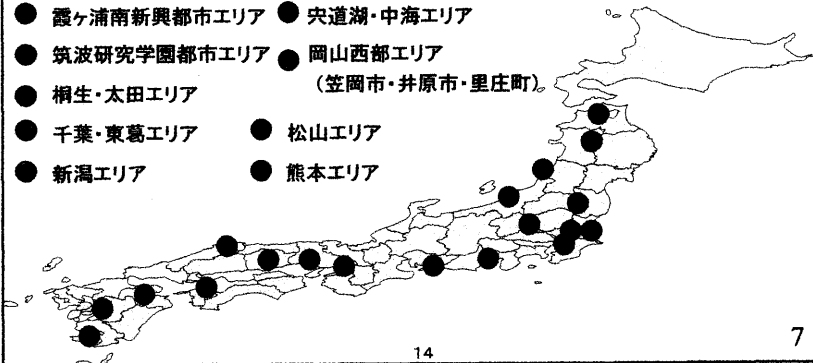 ● 霞ヶ浦南新興都市エリア
● 筑波研究学園都市エリア
● 桐生・太田エリア
● 千葉・東葛エリア
● 新潟エリア
● 宍道湖・中海エリア
● 岡山西部エリア
(笠岡市・井原市・里庄町)
● 松山エリア
● 熊本エリア
14
7